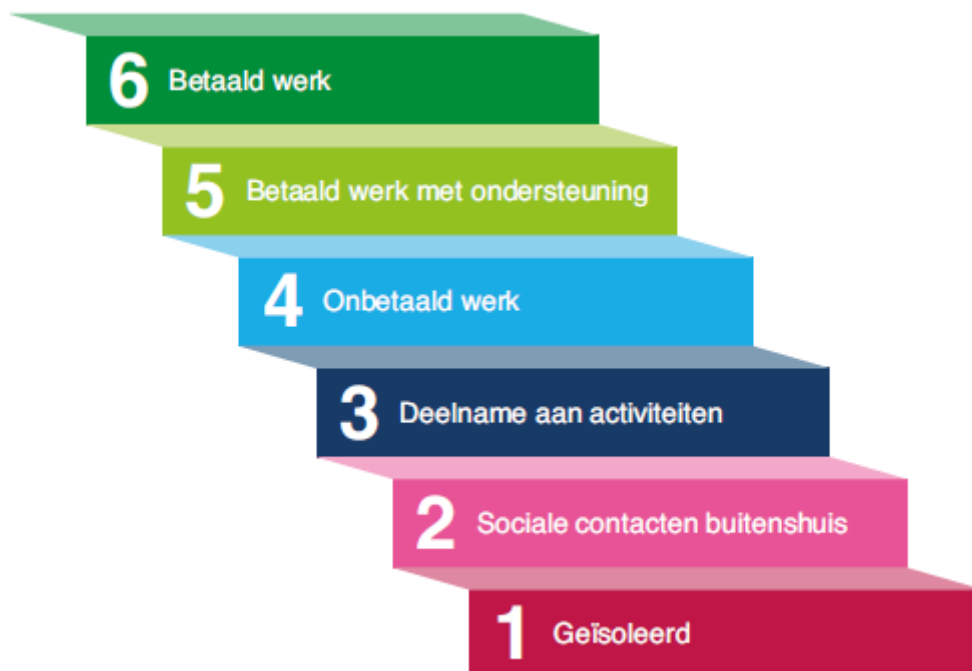 6 Betaald werk
5 Betaald werk met ondersteuning
4 Onbetaald werk
3 Deelname aan activiteiten
2 Sociale contacten buitenshuis
1 Geïsoleerd